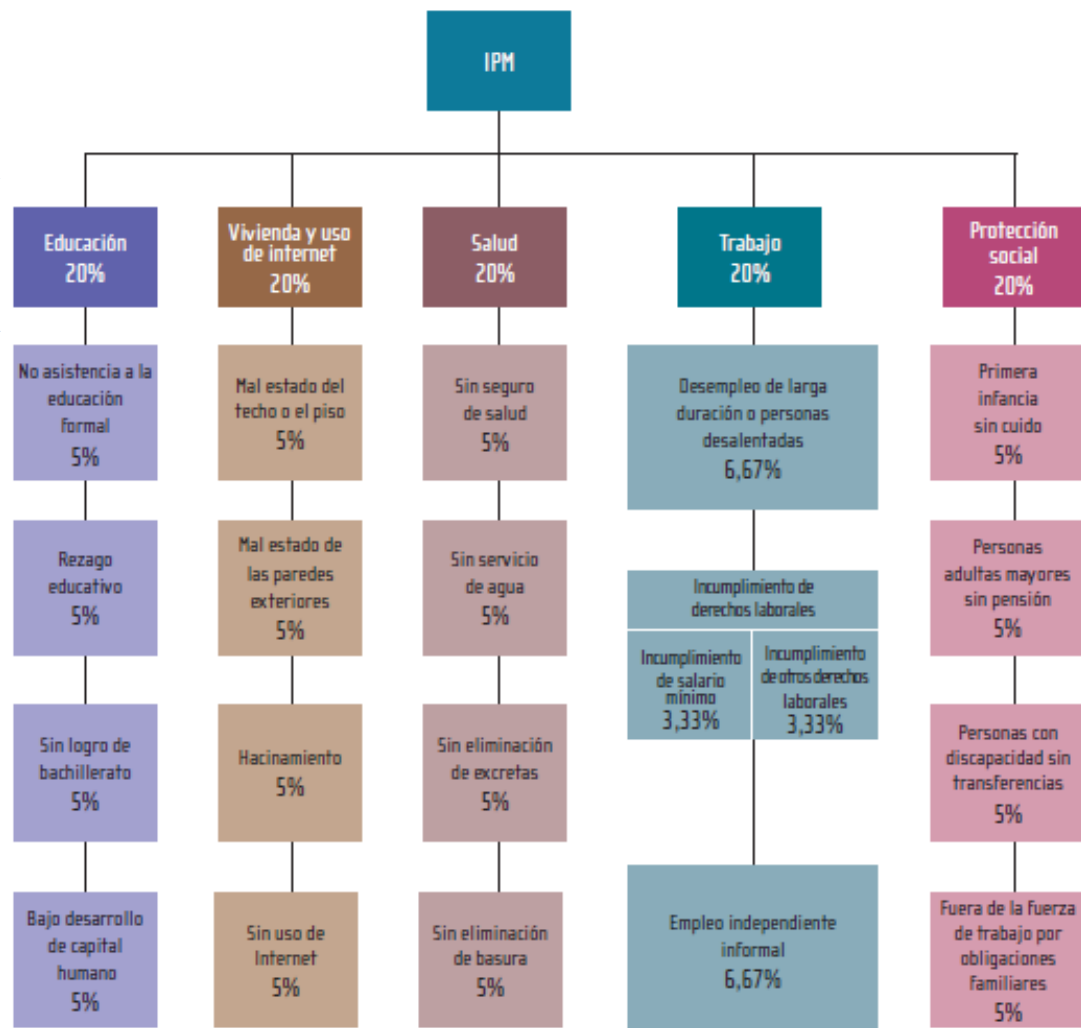 IPM
Educación
20%
No asistencia a la
educación
formal
5%
Rezago
educativo
5%
Sin logro de
bachillerato
5%
Bajo desarrollo
de capital
humano
5%
Vivienda y uso
de internet
20%
Mal estado del
techo o el piso
5%
Mal estado de
las paredes
exteriores
5%
Hacinamiento
5%
Sin uso de
Internet
5%
Salud
20%
Sin seguro
de salud
5%
Sin servicio
de agua
5%
Sin eliminación
de excretas
5%
Sin eliminación
de basura
5%
Trabajo
20%
Desempleo de larga
duración o personas
desalentadas
6,67%
Incumplimiento de
derechos laborales
Incumplimiento
de salario
mínimo
3,33%
Incumplimiento
de otros derechos
laborales
3,33%
Empleo independiente
informal
6,67%
Protección
social
20%
Primera
infancia
sin cuido
5%
Personas
adultas mayores
sin pensión
5%
Personas con
discapacidad sin
transferencias
5%
Fuera de la fuerza
de trabajo por
obligaciones
familiares
5%